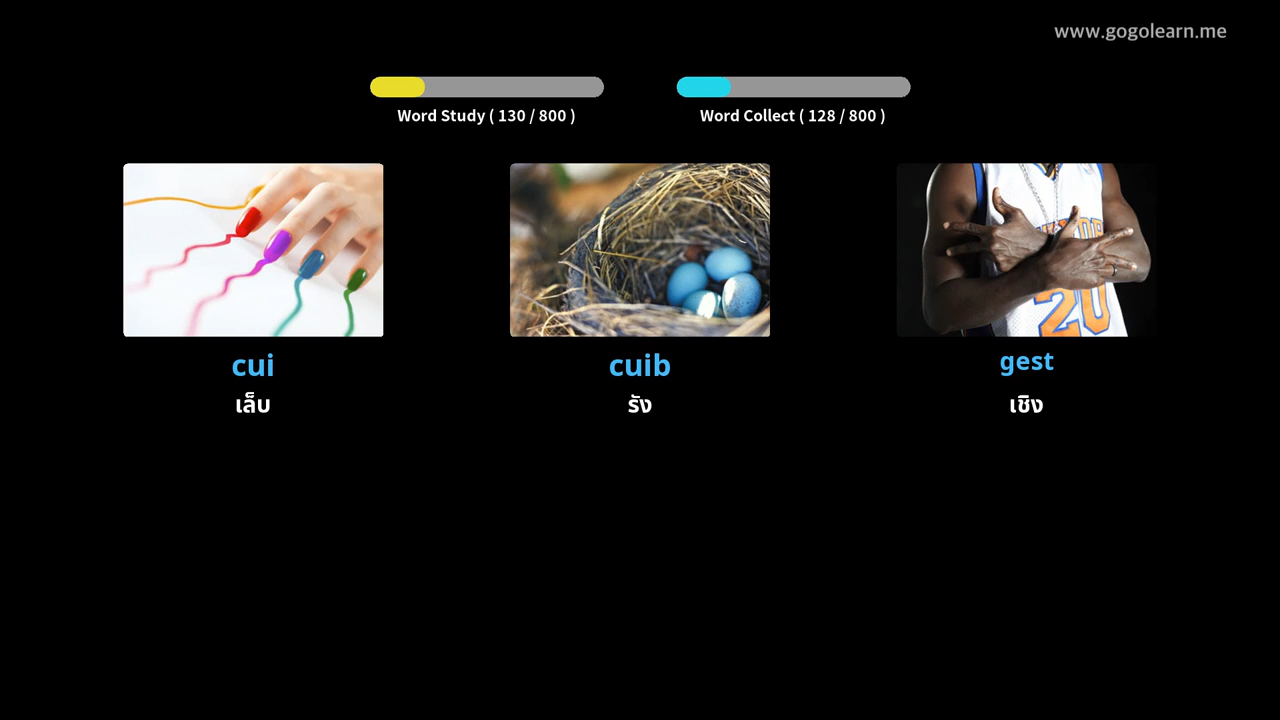 www.gogolearn.me
Word Study ( 130 / 800 )
Word Collect ( 128 / 800 )
20
cui
cuib
gest
เล็บ
รัง
เชิง